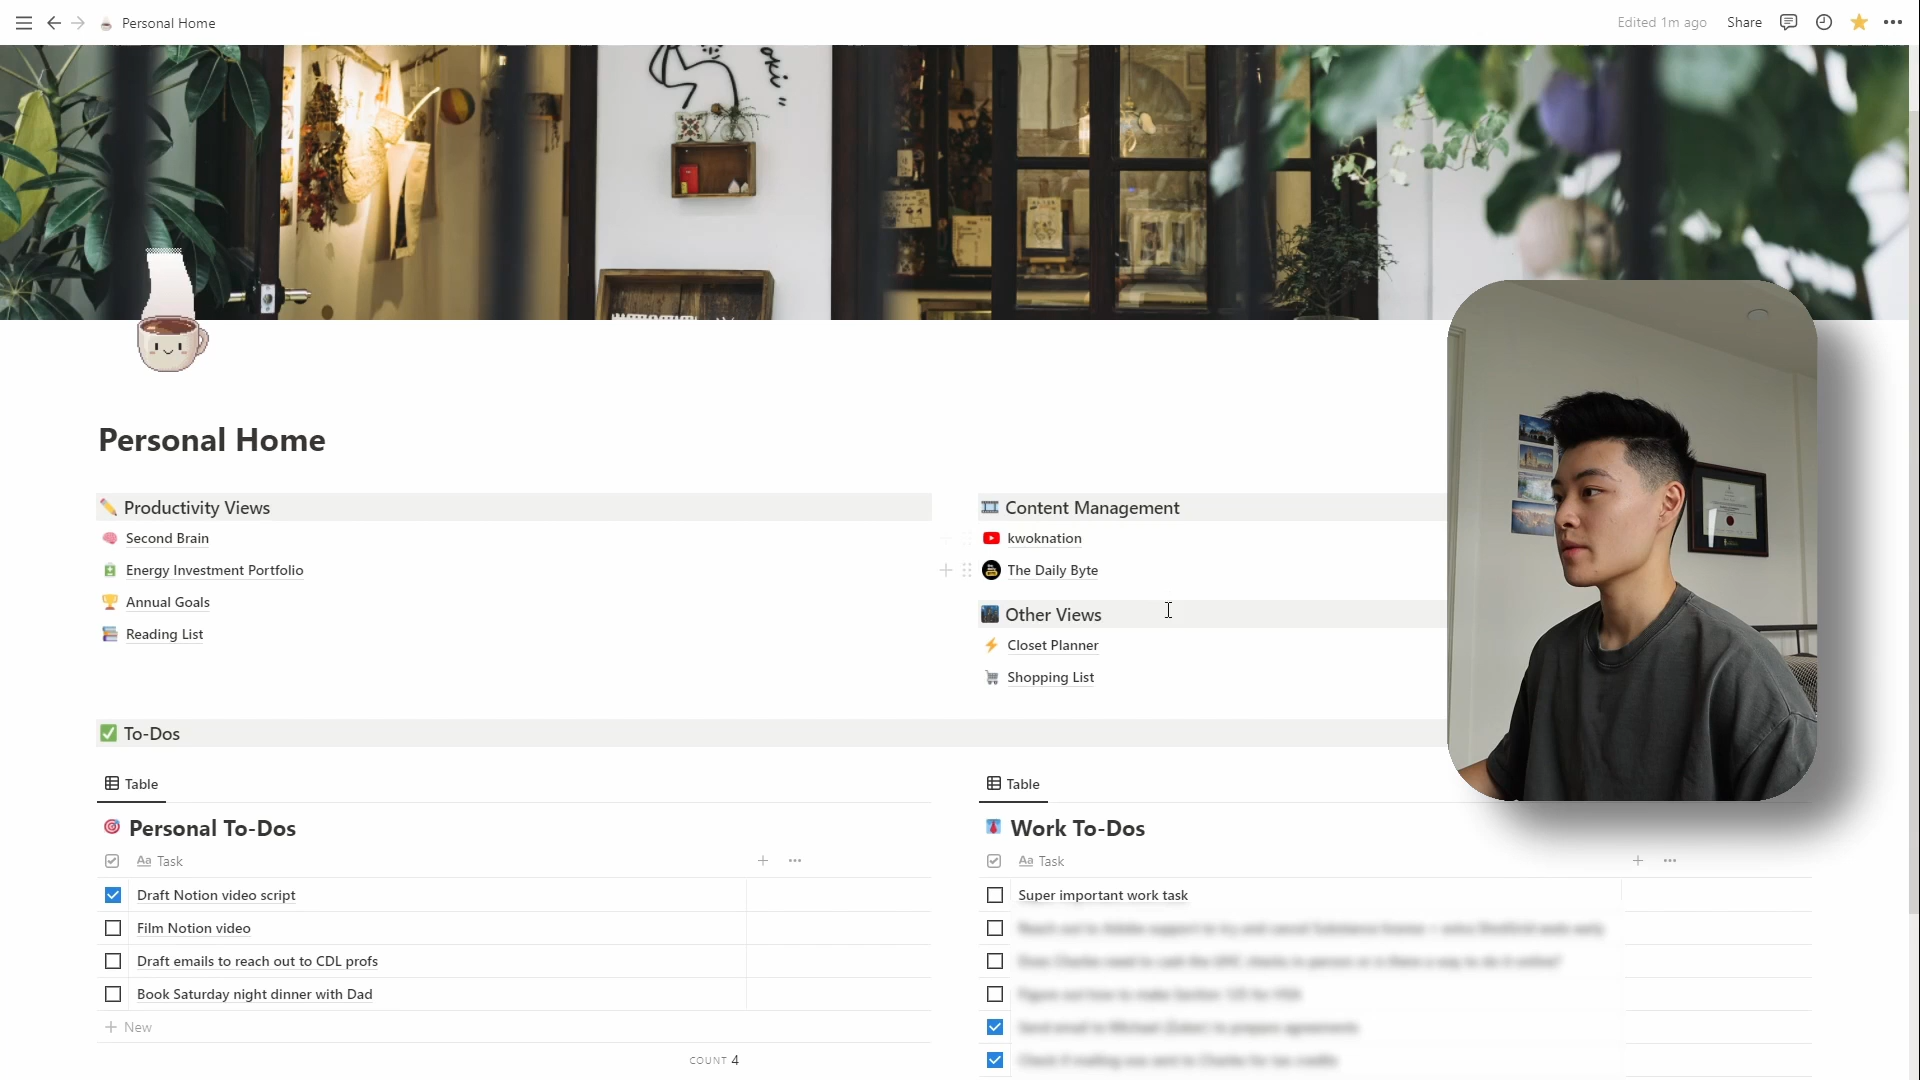 Personal Home
Edited 1m ago
Share
Personal Home
Productivity Views
Second Brain
Energy Investment Portfolio
Annual Goals
Reading List
Content Management
kwoknation
The Daily Byte
Other Views
Closet Planner
Shopping List
To-Dos
Table
Personal To-Dos
Aa Task
Draft Notion video script
Film Notion video
Draft emails to reach out to CDL profs
Book Saturday night dinner with Dad
New
COUNT 4
Table
Work To-Dos
Aa Task
Super important work task